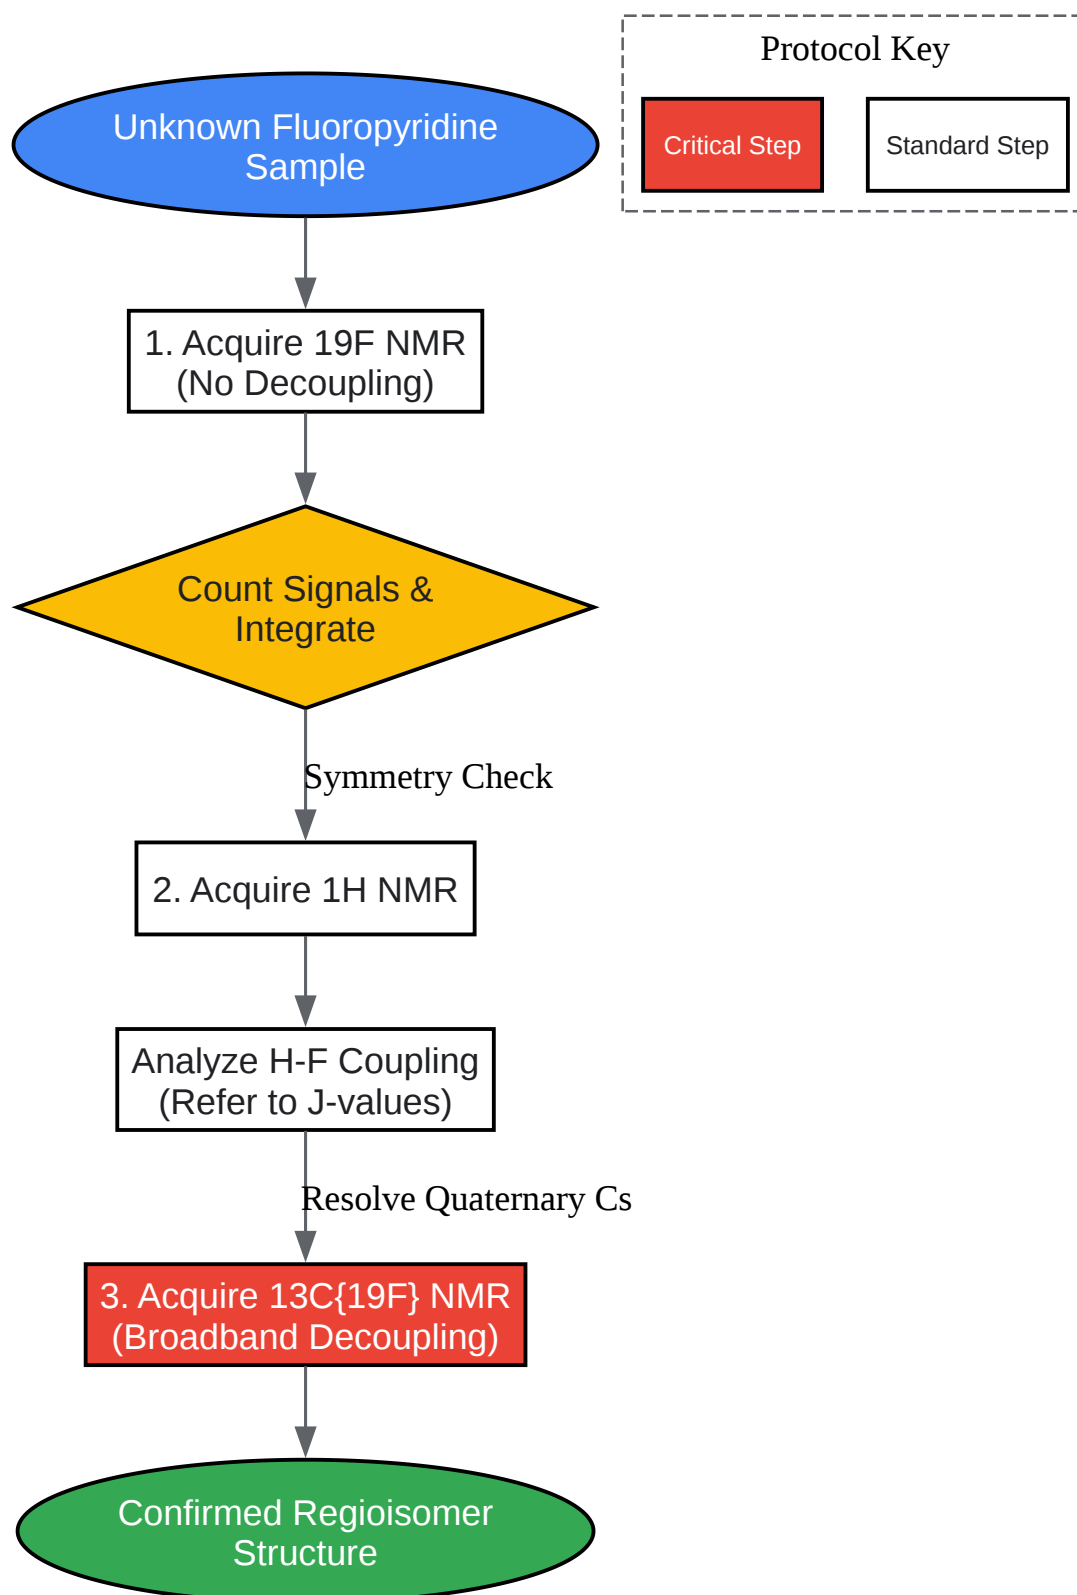 Protocol Key
Critical Step
Standard Step
Unknown Fluoropyridine
Sample
1. Acquire 19F NMR
(No Decoupling)
Count Signals &
Integrate
Symmetry Check
2. Acquire 1H NMR
Analyze H-F Coupling
(Refer to J-values)
Resolve Quaternary Cs
3. Acquire 13C{19F} NMR
(Broadband Decoupling)
Confirmed Regioisomer
Structure